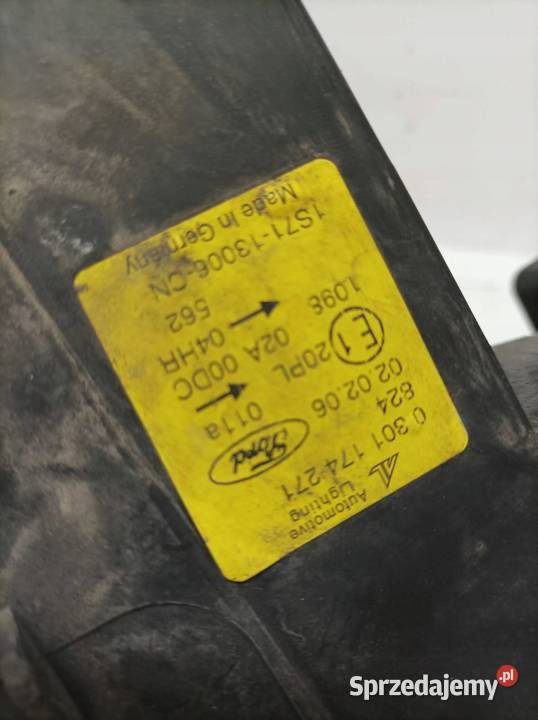 Automotive
Lighting
0 301 174 271
824
02.02.06
Ford
011a
E1
20PL
02A 00DC
04HR
1098
562
1S71-13006-CN
Made in Germany
Sprzedajemy.pl